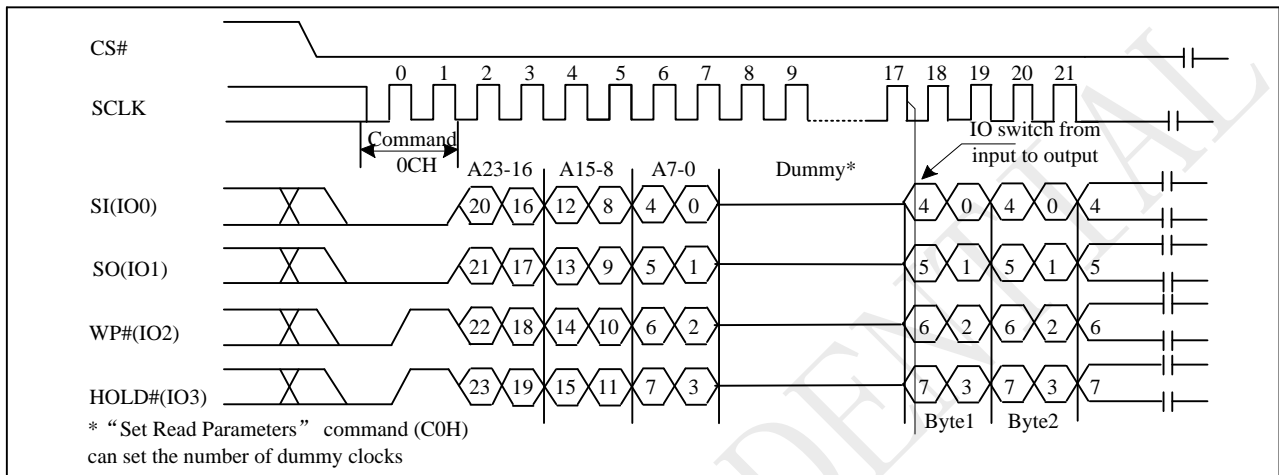 CS#
0 1 2 3 4 5 6 7 8 9 17 18 19 20 21
SCLK
Command
0CH
IO switch from
input to output
A23-16 A15-8 A7-0 Dummy*
SI(IO0) 20 16 12 8 4 0 4 0 4 0 4
SO(IO1) 21 17 13 9 5 1 5 1 5 1 5
WP#(IO2) 22 18 14 10 6 2 6 2 6 2 6
HOLD#(IO3) 23 19 15 11 7 3 7 3 7 3 7
Byte1 Byte2
* “Set Read Parameters” command (C0H)
can set the number of dummy clocks
DENTIAL